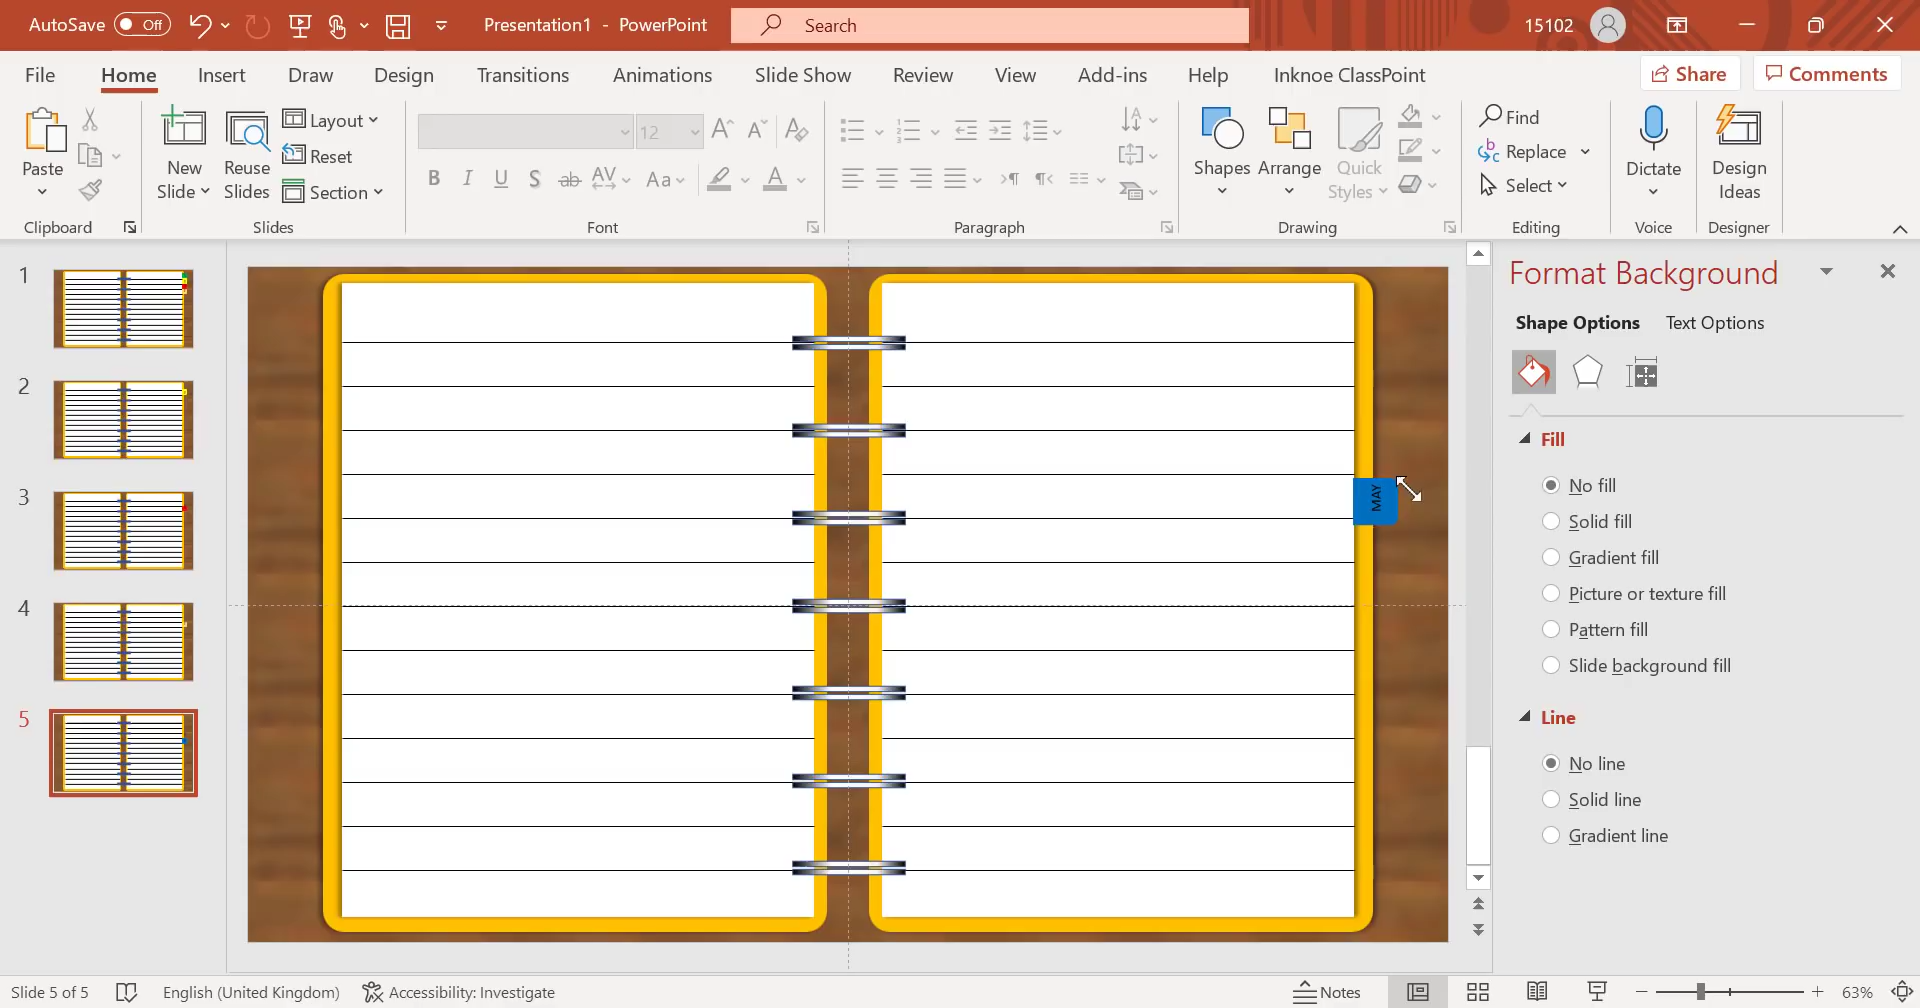 AutoSave Off Presentation1 - PowerPoint Search 15102
File Home Insert Draw Design Transitions Animations Slide Show Review View Add-ins Help Inknoe ClassPoint Share Comments
Paste
Clipboard
New Slide
Reuse Slides
Layout
Reset
Section
Slides
12
B I U S ab AV Aa A
Font
Paragraph
Shapes
Arrange
Quick Styles
Drawing
Find
Replace
Select
Editing
Dictate
Voice
Design Ideas
Designer
1
2
3
4
5
MAY
Format Background
Shape Options Text Options
Fill
No fill
Solid fill
Gradient fill
Picture or texture fill
Pattern fill
Slide background fill
Line
No line
Solid line
Gradient line
Slide 5 of 5 English (United Kingdom) Accessibility: Investigate Notes 63%